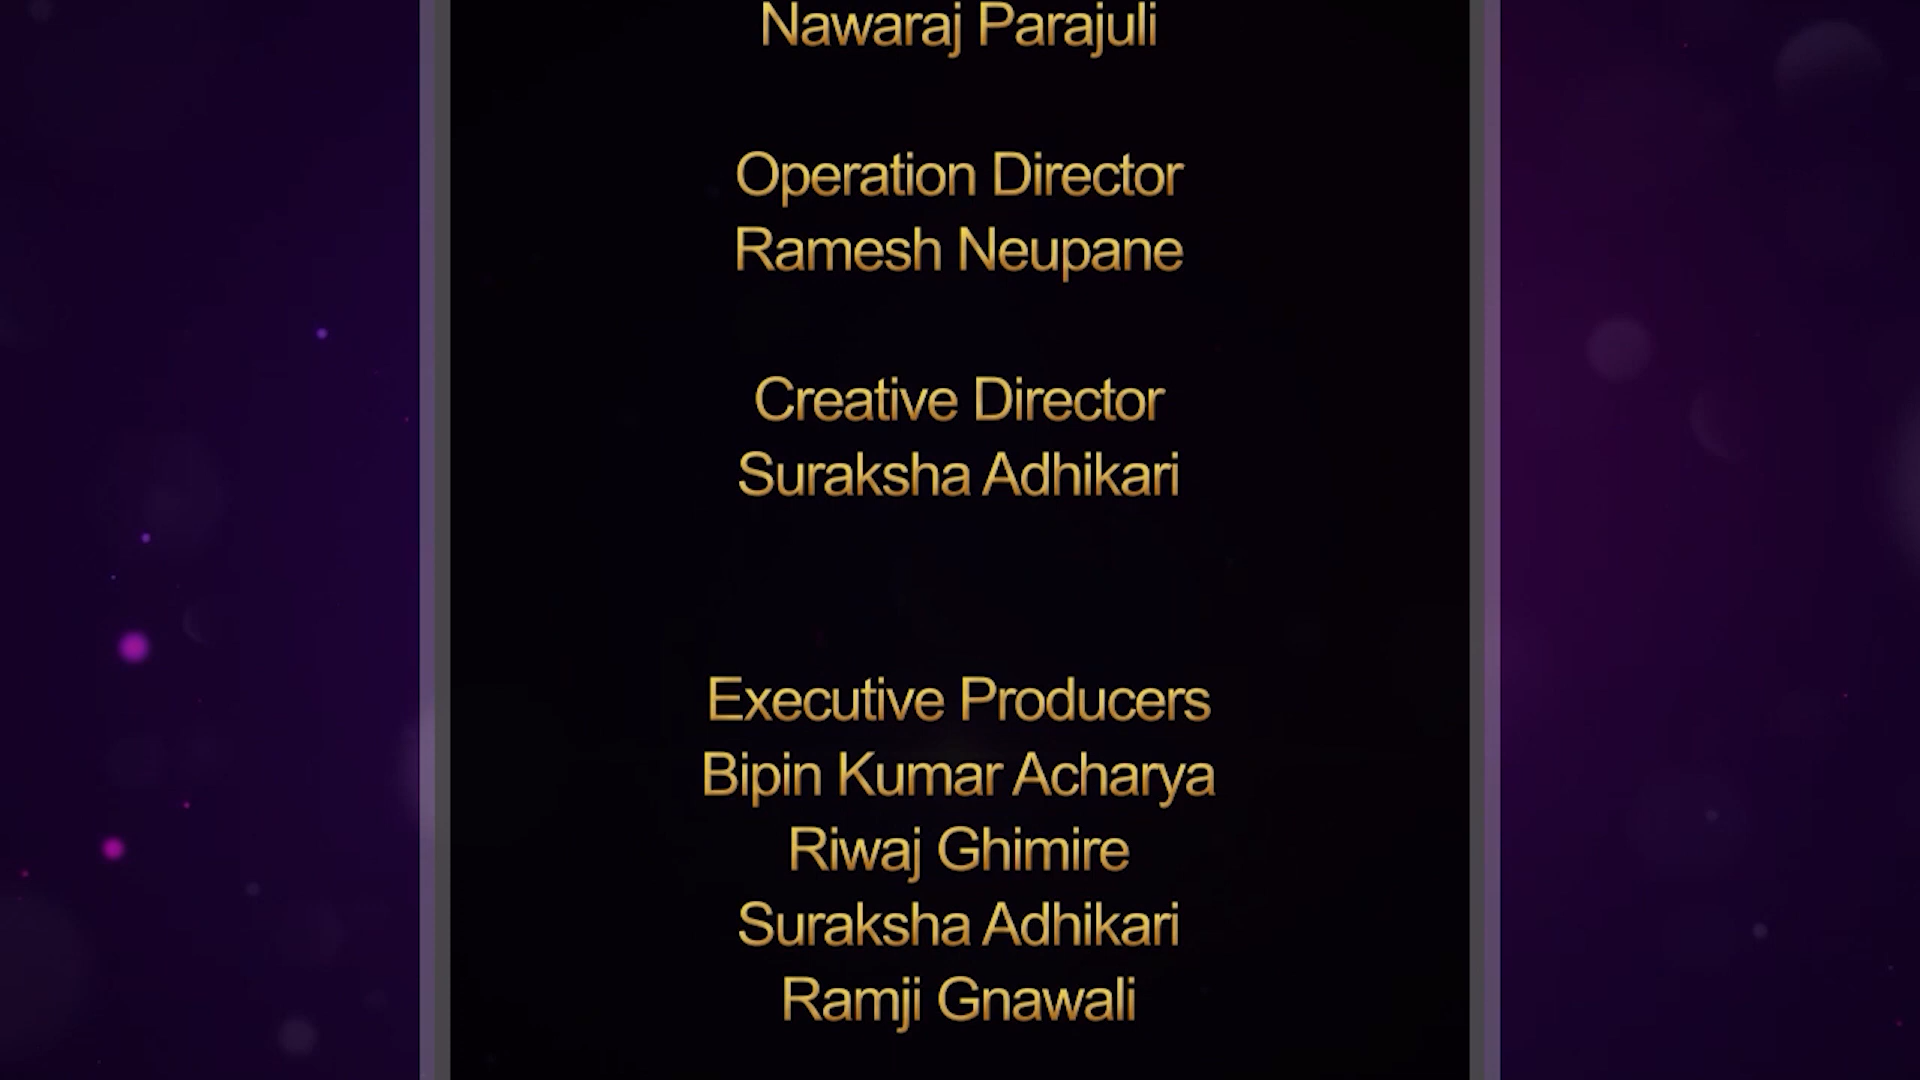 Nawaraj Parajuli
Operation Director
Ramesh Neupane
Creative Director
Suraksha Adhikari
Executive Producers
Bipin Kumar Acharya
Riwaj Ghimire
Suraksha Adhikari
Ramji Gnawali